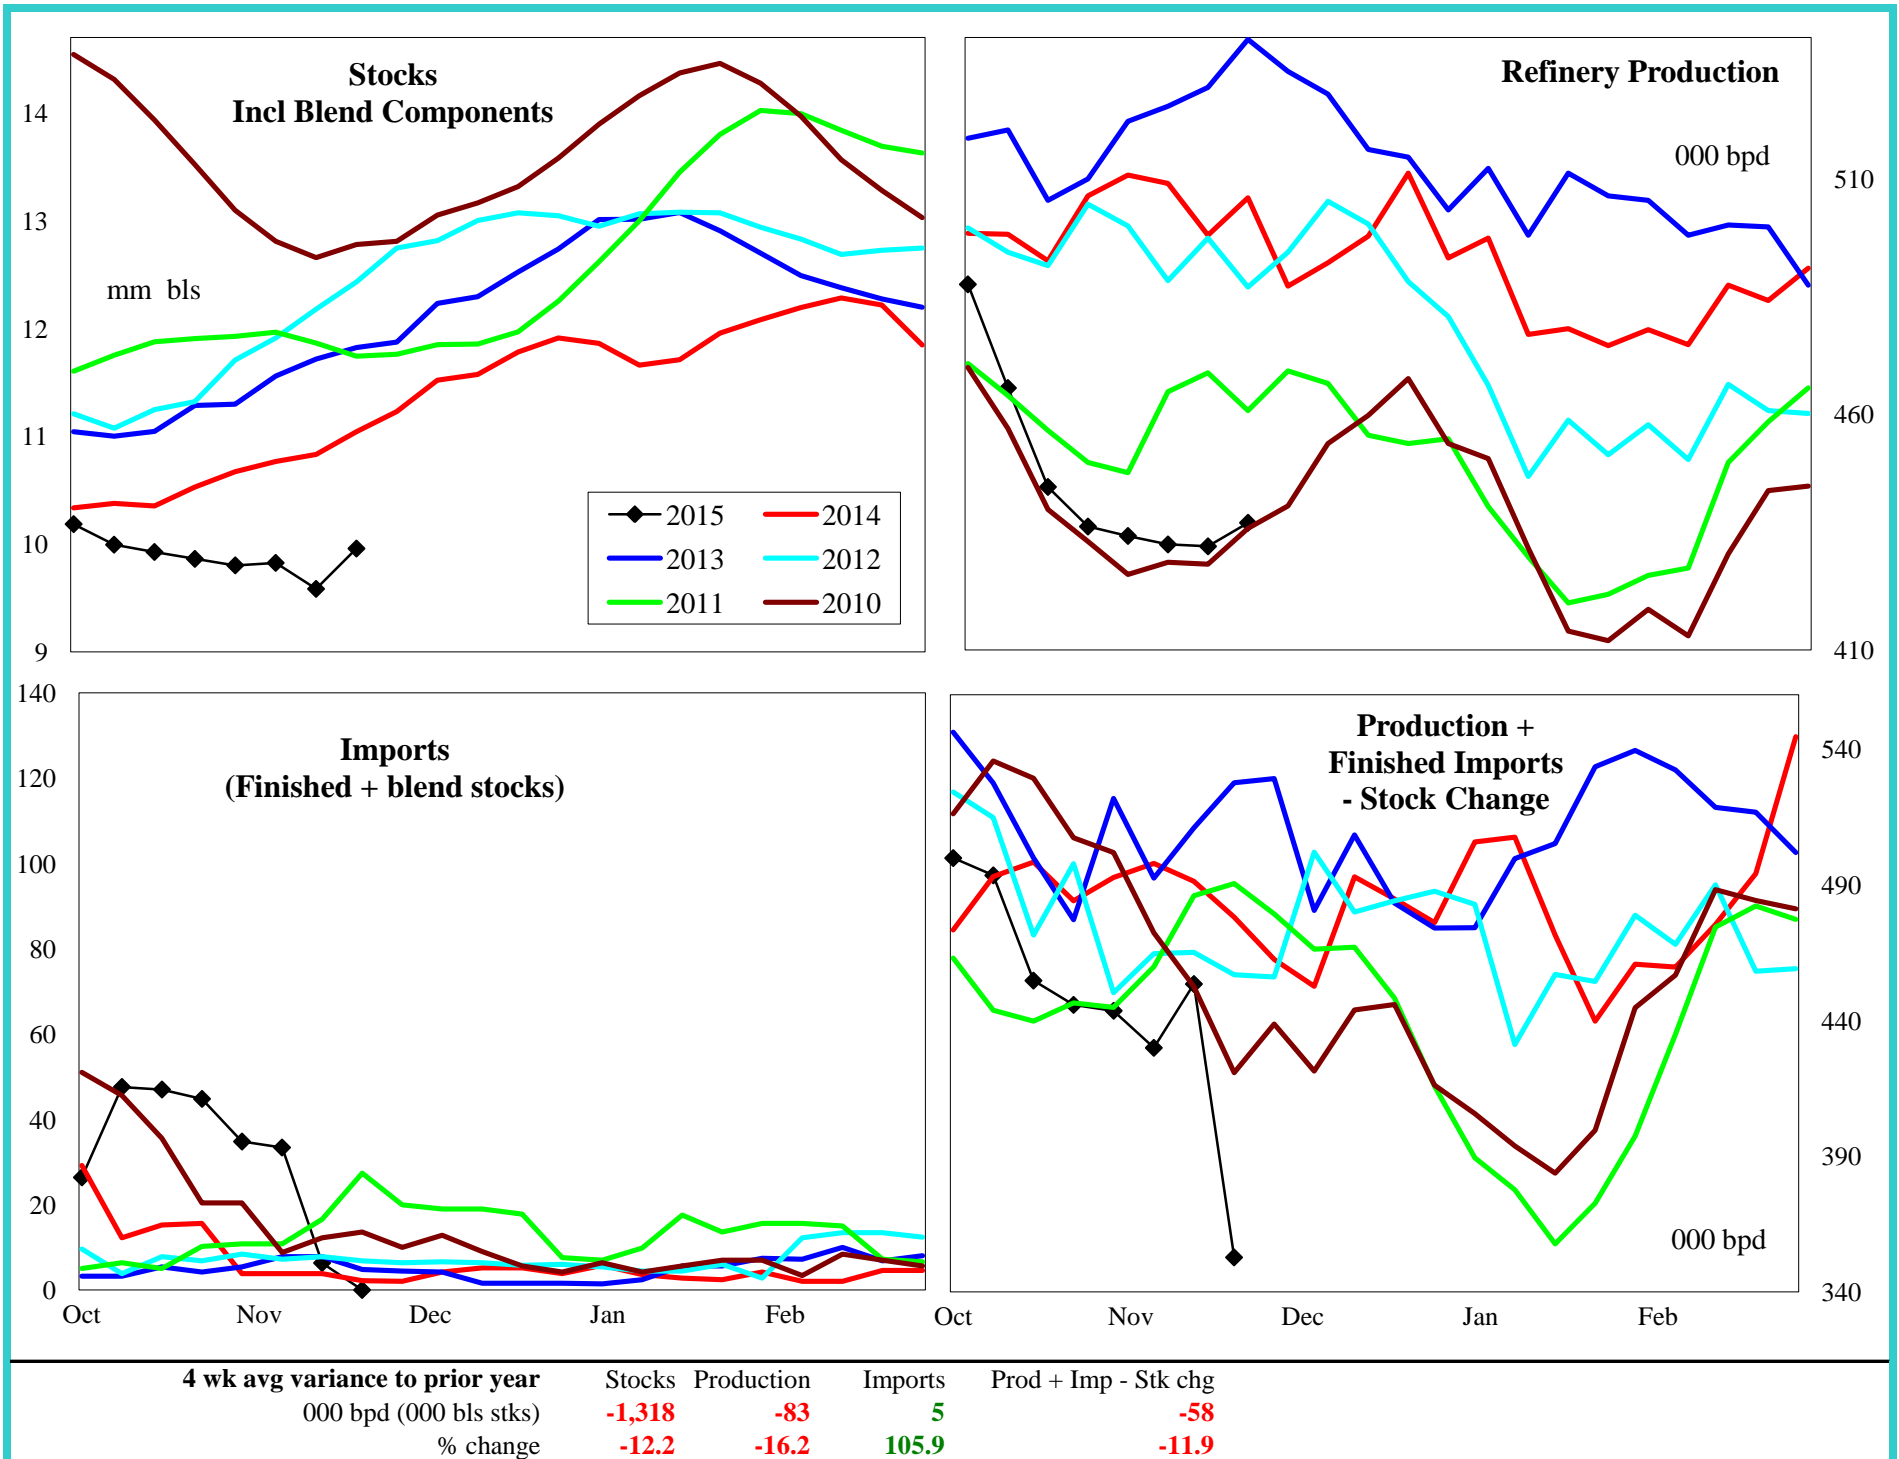 Stocks
Incl Blend Components
mm bls
14
13
12
11
10
9
2015 2014
2013 2012
2011 2010
Refinery Production
000 bpd
510
460
410
Imports
(Finished + blend stocks)
140
120
100
80
60
40
20
0
Oct Nov Dec Jan Feb
Production +
Finished Imports
- Stock Change
540
490
440
390
340
000 bpd
Oct Nov Dec Jan Feb
4 wk avg variance to prior year Stocks Production Imports Prod + Imp - Stk chg
000 bpd (000 bls stks) -1,318 -83 5 -58
% change -12.2 -16.2 105.9 -11.9